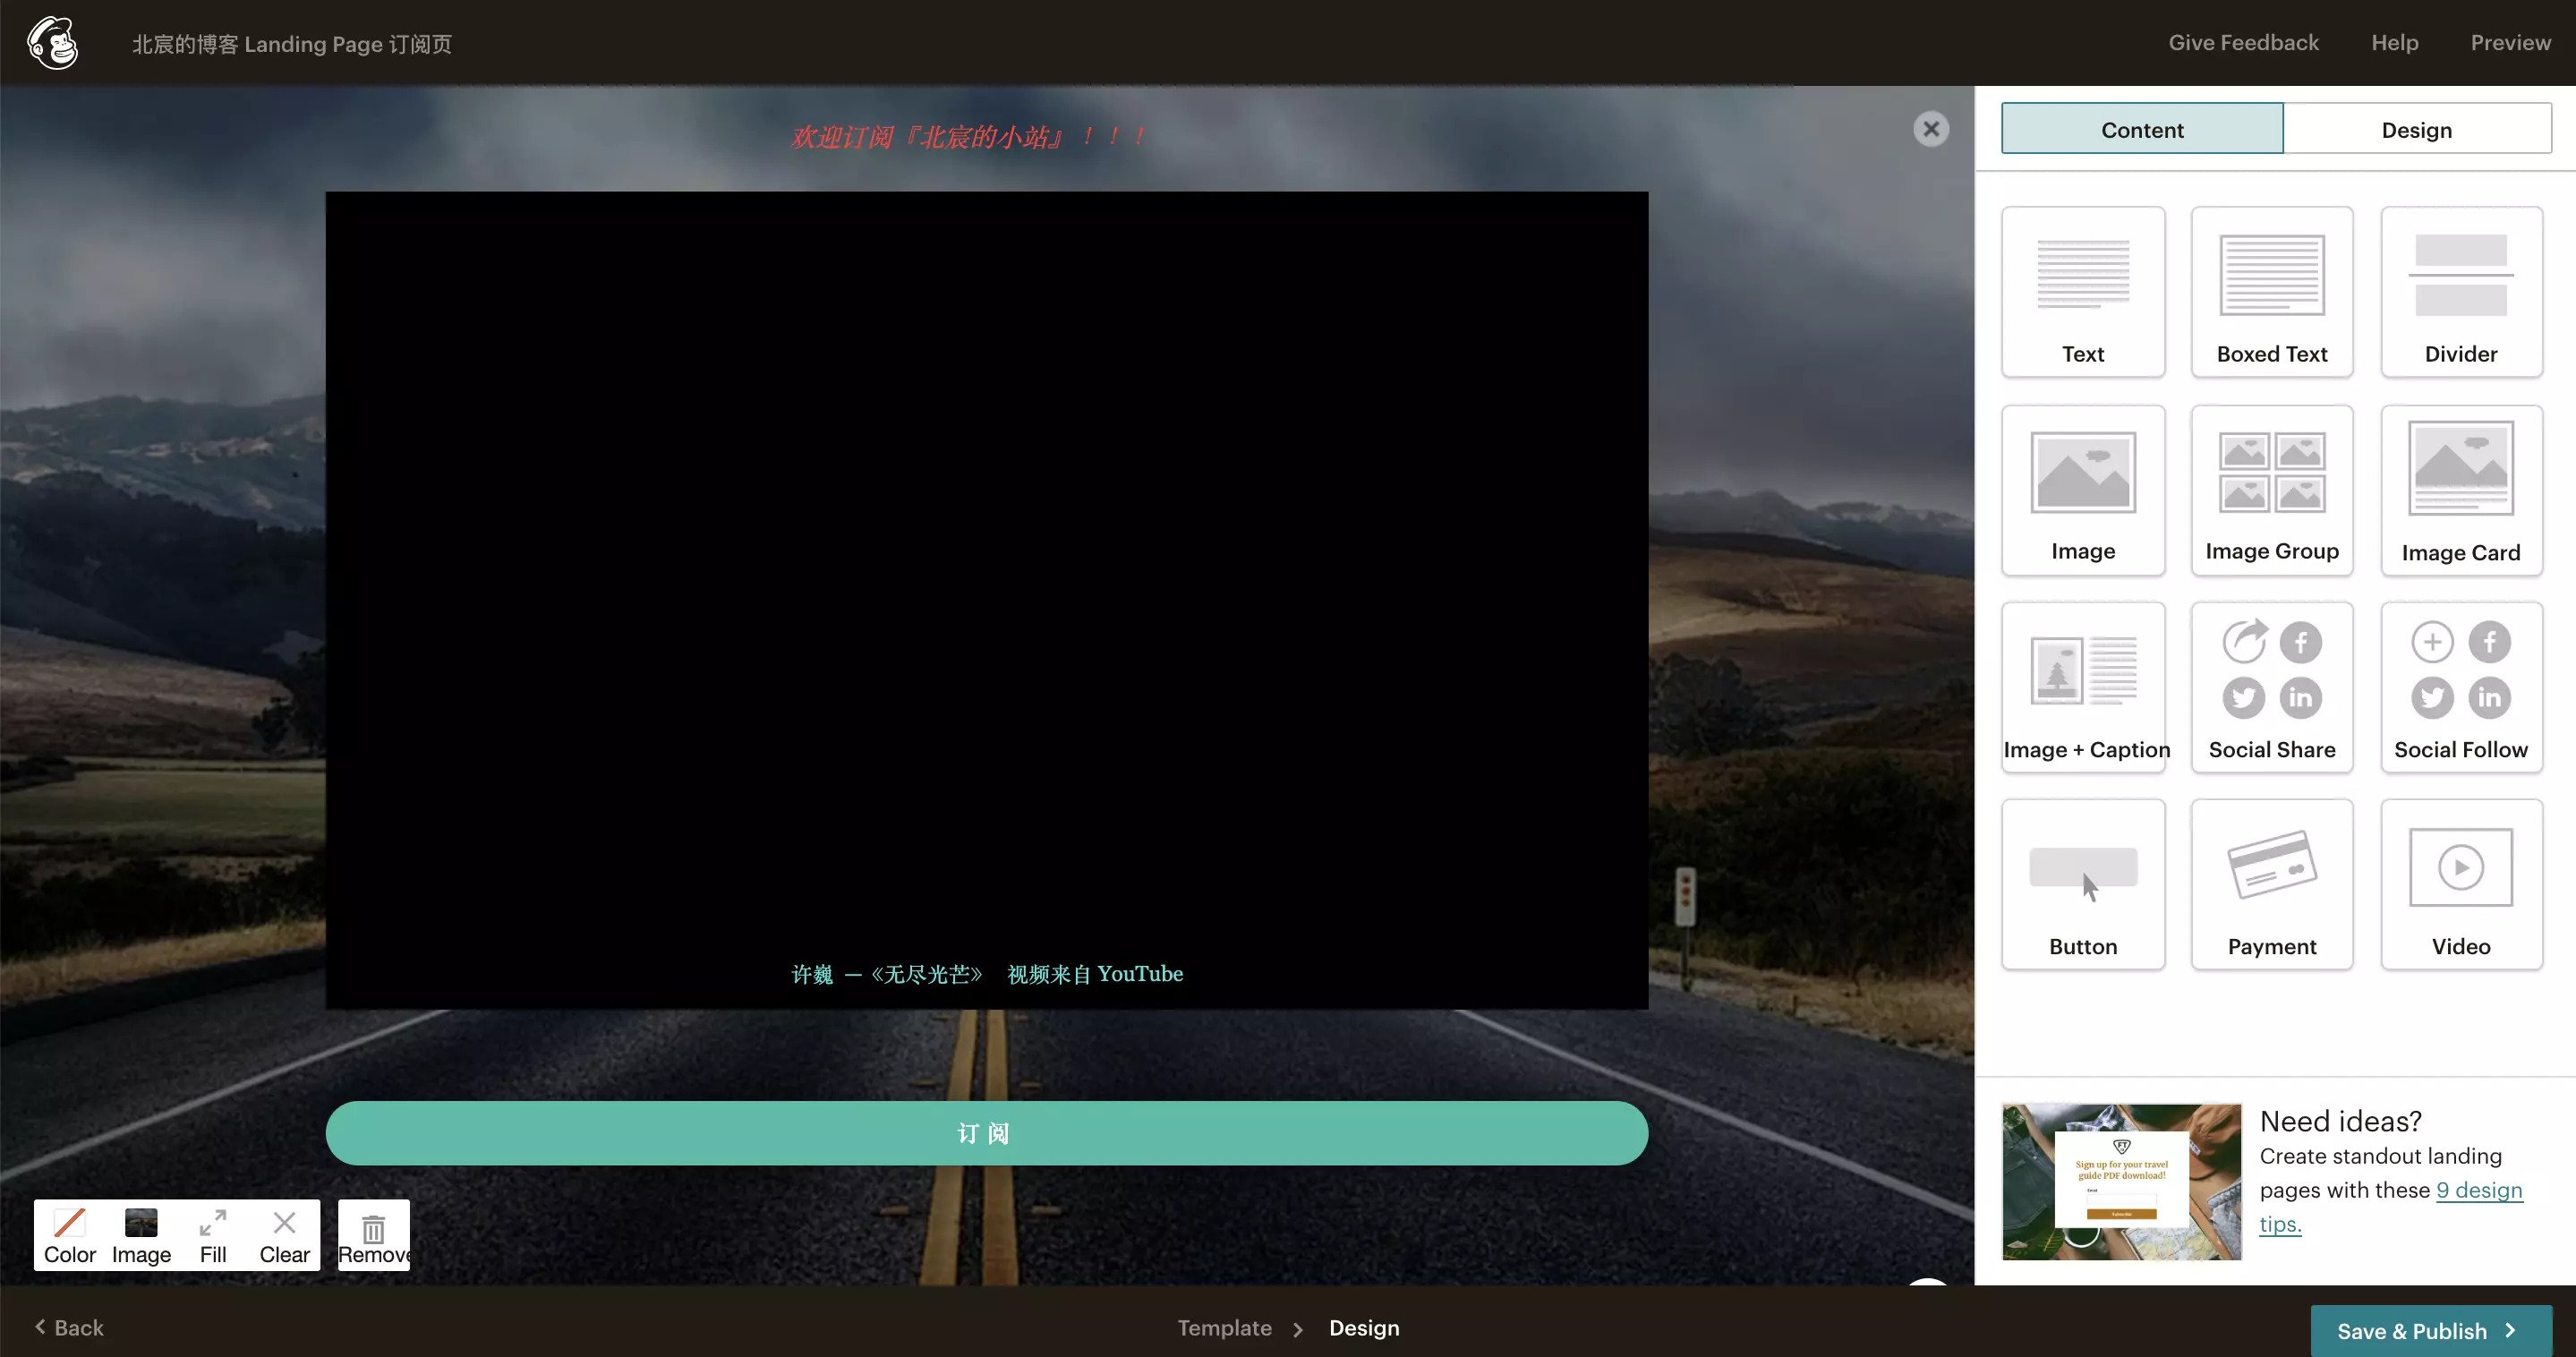 北宸的博客 Landing Page 订阅页
Give Feedback
Help
Preview
欢迎订阅『北宸的小站』！！！
Content
Design
Text
Boxed Text
Divider
Image
Image Group
Image Card
Image + Caption
Social Share
Social Follow
Button
Payment
Video
许巍 —《无尽光芒》 视频来自 YouTube
订 阅
Color
Image
Fill
Clear
Remove
Need ideas?
Create standout landing
pages with these 9 design
tips.
FT
Sign up for your travel
guide PDF download!
Email
Back
Template
Design
Save & Publish